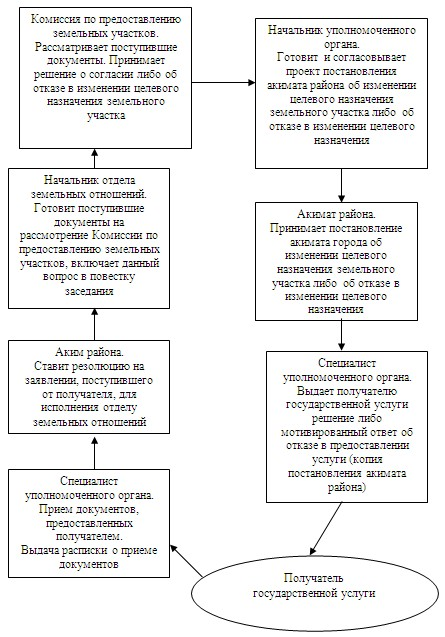 Комиссия по предоставлению
земельных участков.
Рассматривает поступившие
документы. Принимает
решение о согласии либо об
отказе в изменении целевого
назначения земельного
участка
Начальник уполномоченного
органа.
Готовит и согласовывает
проект постановления
акимата района об изменении
целевого назначения
земельного участка либо об
отказе в изменении целевого
назначения
Начальник отдела
земельных отношений.
Готовит поступившие
документы на
рассмотрение Комиссии по
предоставлению земельных
участков, включает данный
вопрос в повестку
заседания
Акимат района.
Принимает постановление
акимата города об
изменении целевого
назначения земельного
участка либо об отказе в
изменении целевого
назначения
Аким района.
Ставит резолюцию на
заявлении, поступившего
от получателя, для
исполнения отделу
земельных отношений
Специалист
уполномоченного органа.
Выдает получателю
государственной услуги
решение либо
мотивированный ответ об
отказе в предоставлении
услуги (копия
постановления акимата
района)
Специалист
уполномоченного органа.
Прием документов,
предоставленных
получателем.
Выдача расписки о приеме
документов
Получатель
государственной услуги